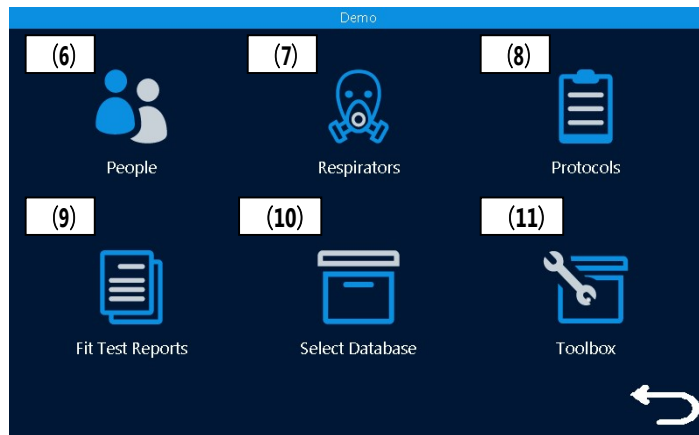 Demo
(6) (7) (8)
People Respirators Protocols
(9) (10) (11)
Fit Test Reports Select Database Toolbox